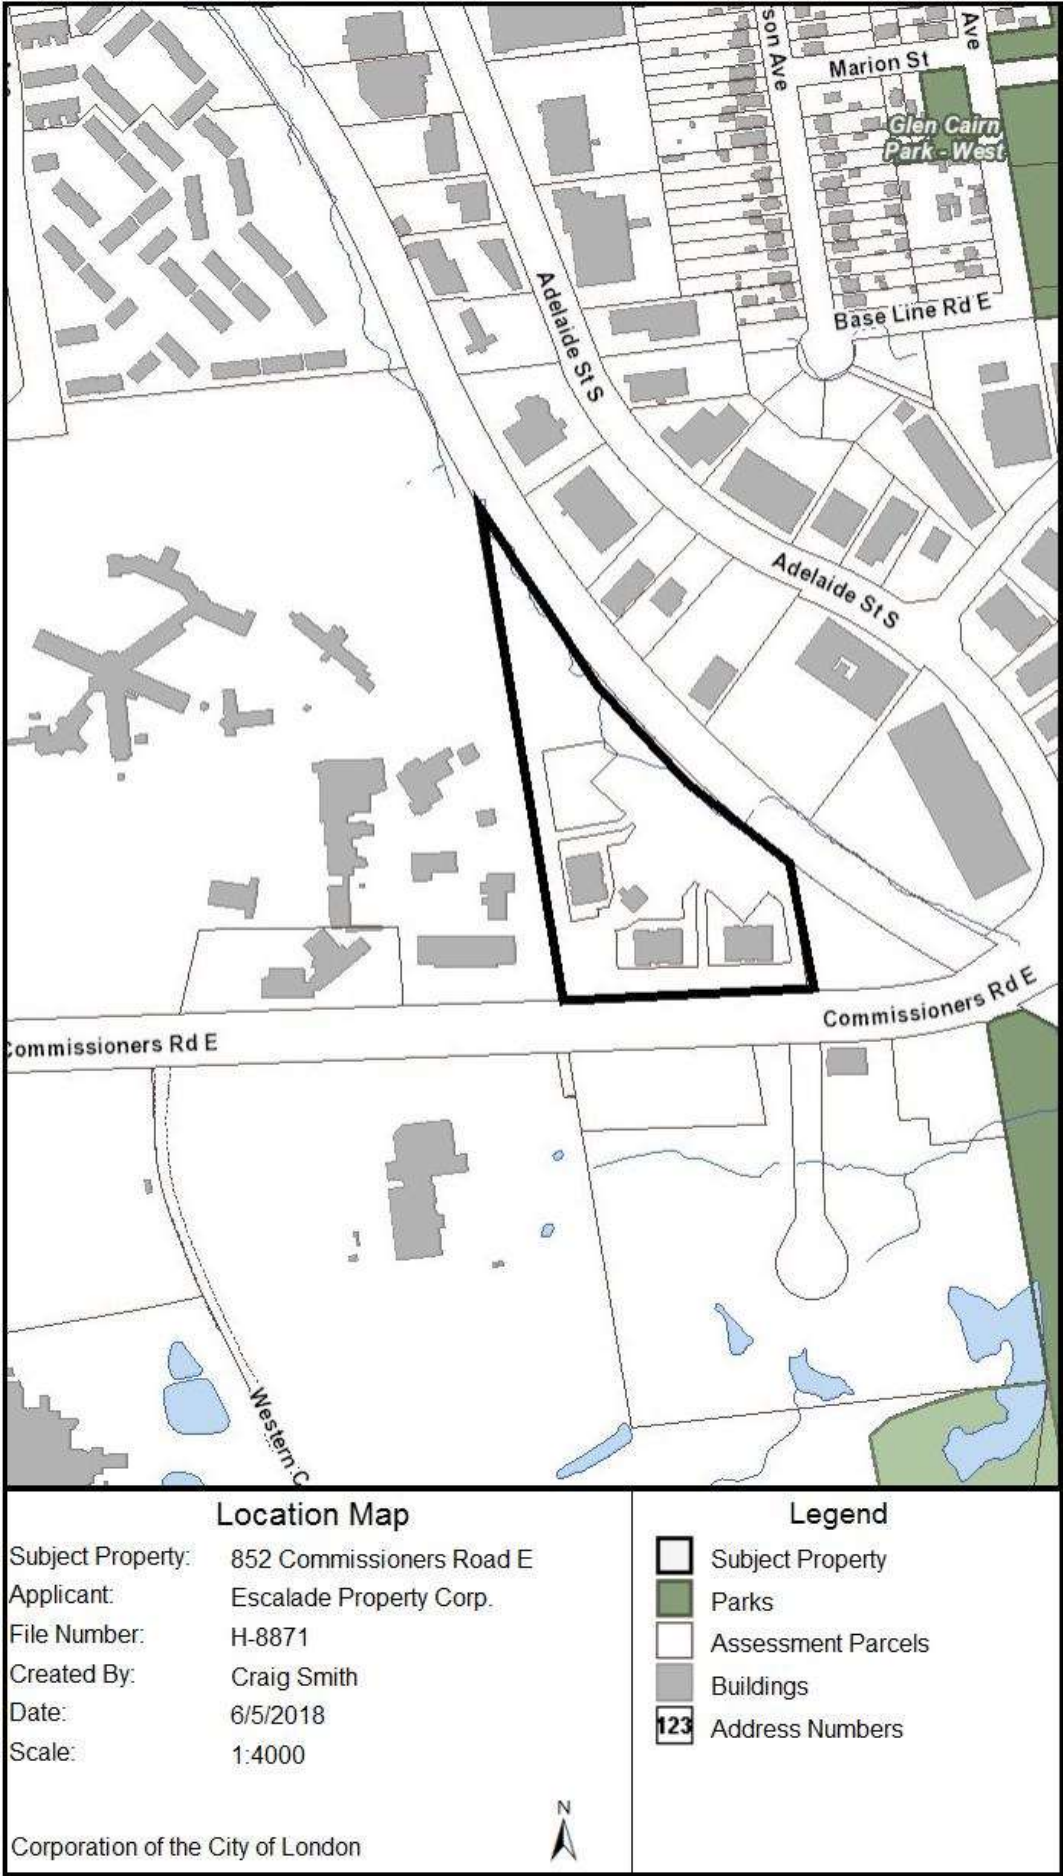 son Ave
Ave
Marion St
Glen Cairn
Park - West
Base Line Rd E
Adelaide St S
Adelaide St S
Commissioners Rd E
Commissioners Rd E
Western C
Location Map
Subject Property: 852 Commissioners Road E
Applicant: Escalade Property Corp.
File Number: H-8871
Created By: Craig Smith
Date: 6/5/2018
Scale: 1:4000
N
Corporation of the City of London
Legend
Subject Property
Parks
Assessment Parcels
Buildings
123 Address Numbers